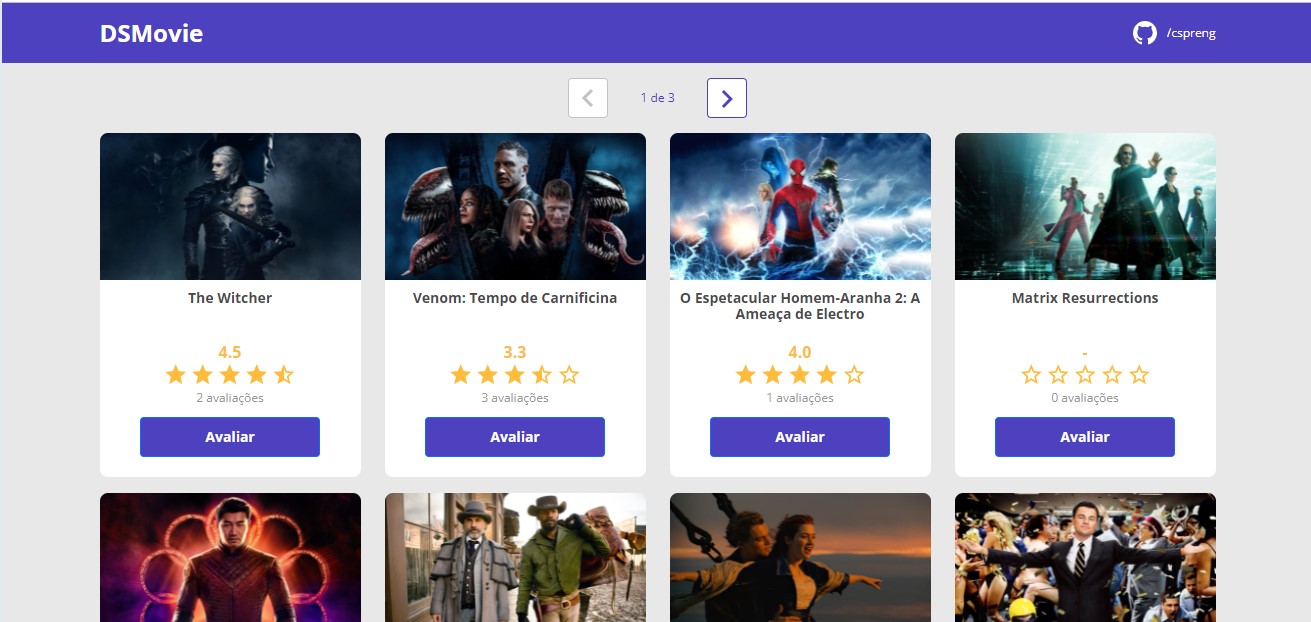 DSMovie
/cspreng
1 de 3
The Witcher
4.5
2 avaliações
Avaliar
Venom: Tempo de Carnificina
3.3
3 avaliações
Avaliar
O Espetacular Homem-Aranha 2: A
Ameaça de Electro
4.0
1 avaliações
Avaliar
Matrix Resurrections
-
0 avaliações
Avaliar